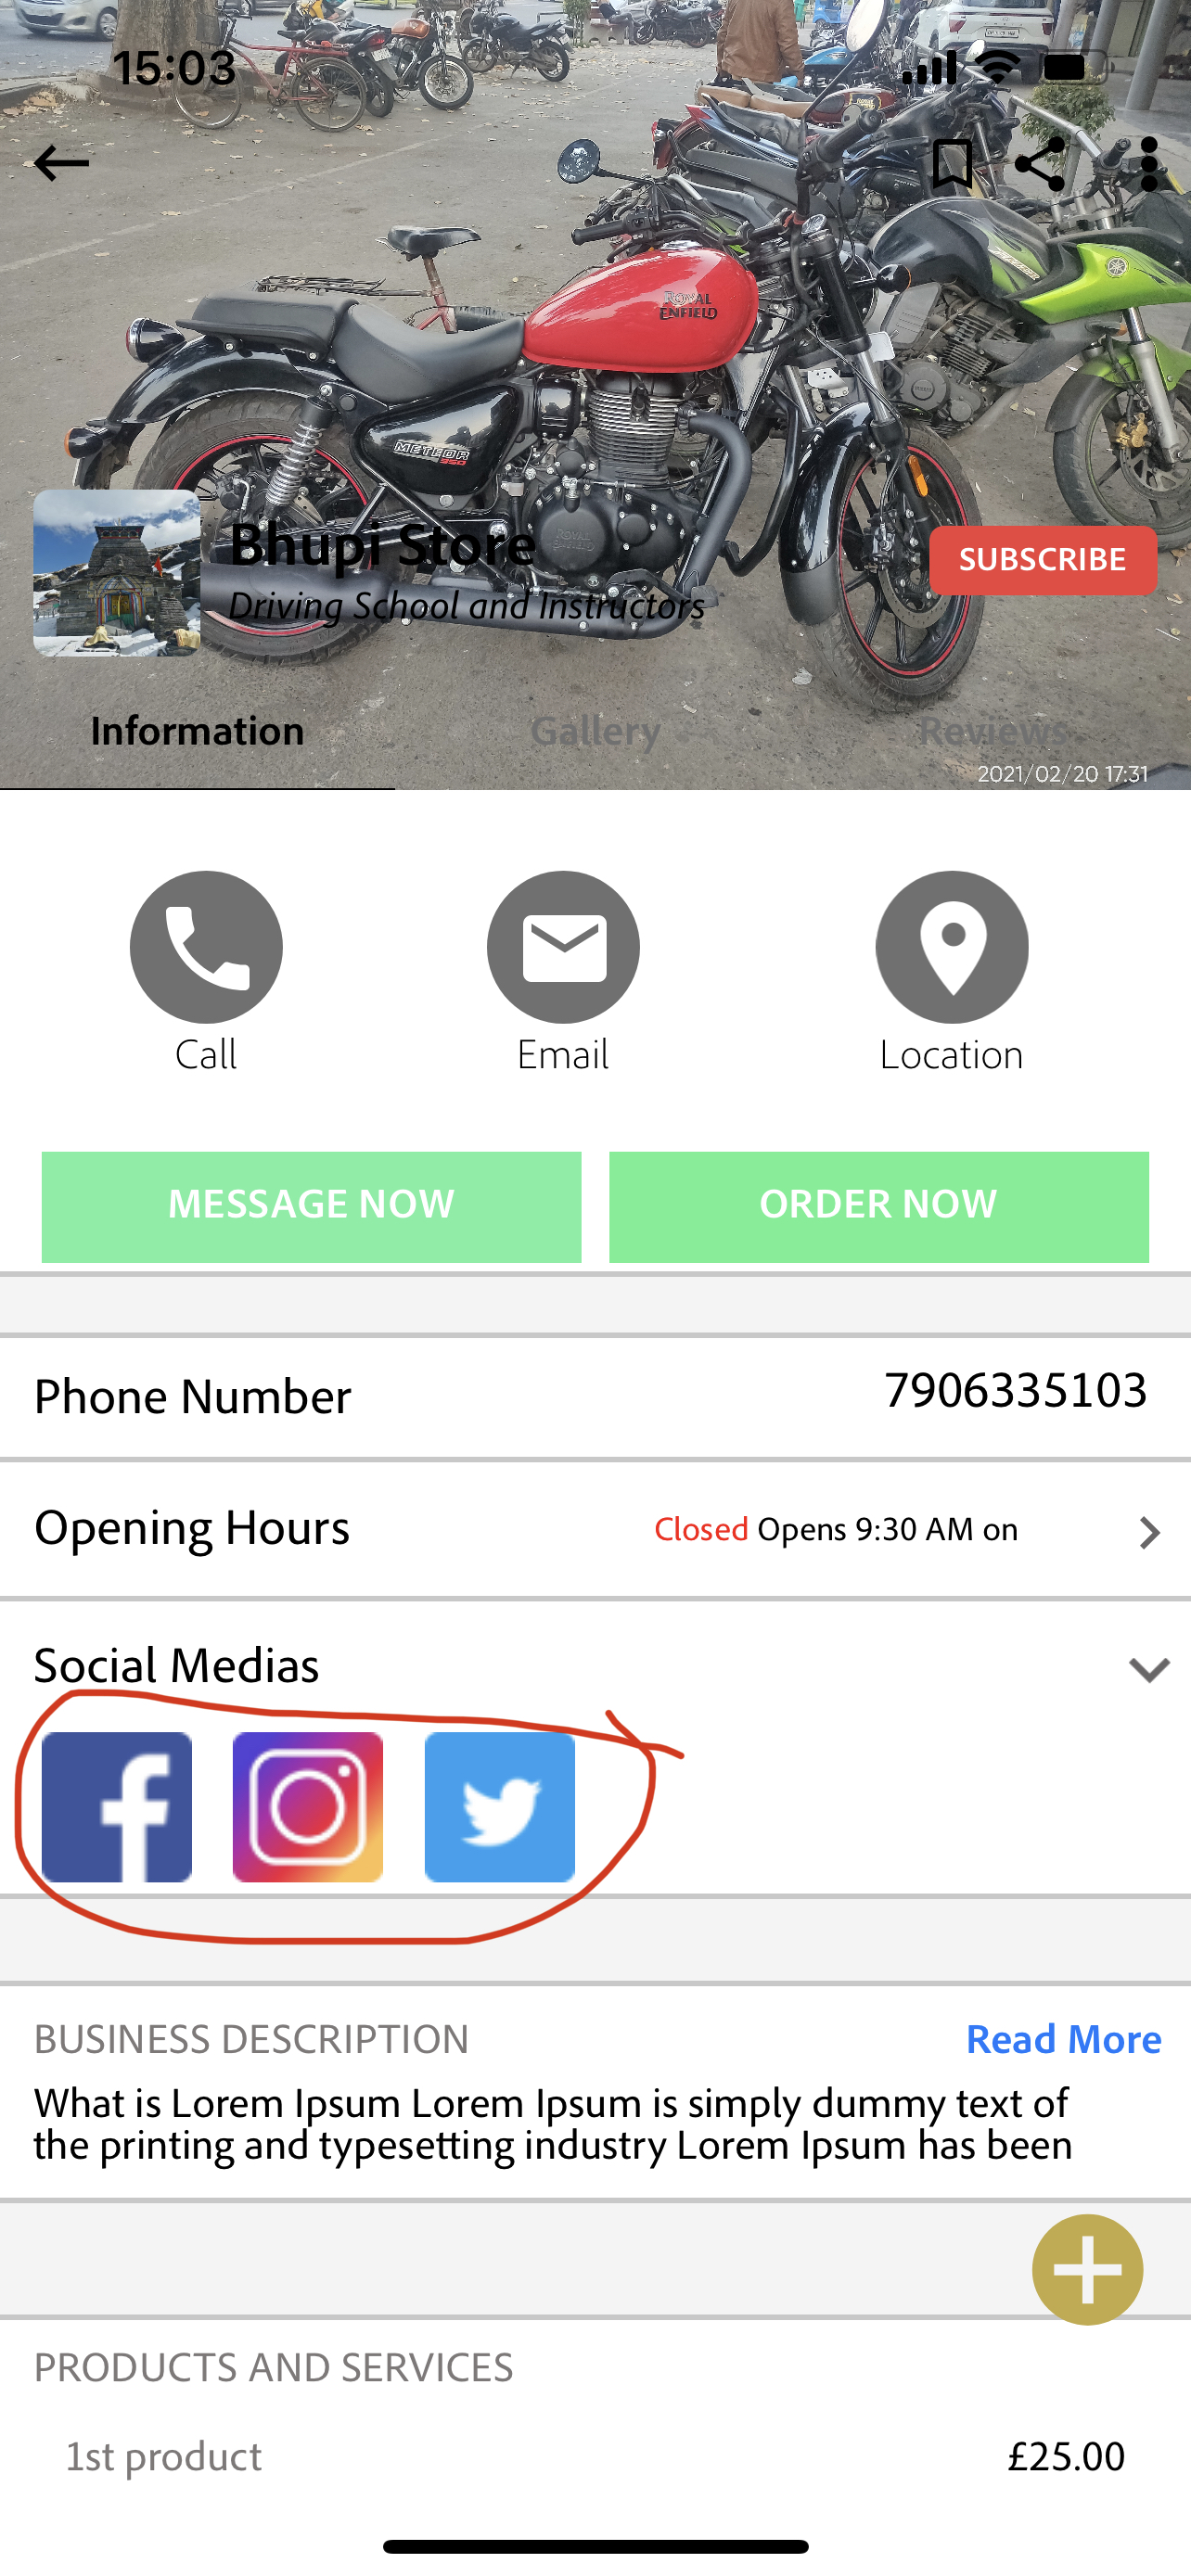 15:03
ROYAL
ENFIELD
METEOR
350
Bhupi Store
SUBSCRIBE
Driving School and Instructors
Information Gallery Reviews
2021/02/20 17:31
Call Email Location
MESSAGE NOW ORDER NOW
Phone Number 7906335103
Opening Hours Closed Opens 9:30 AM on
Social Medias
BUSINESS DESCRIPTION Read More
What is Lorem Ipsum Lorem Ipsum is simply dummy text of
the printing and typesetting industry Lorem Ipsum has been
PRODUCTS AND SERVICES
1st product £25.00